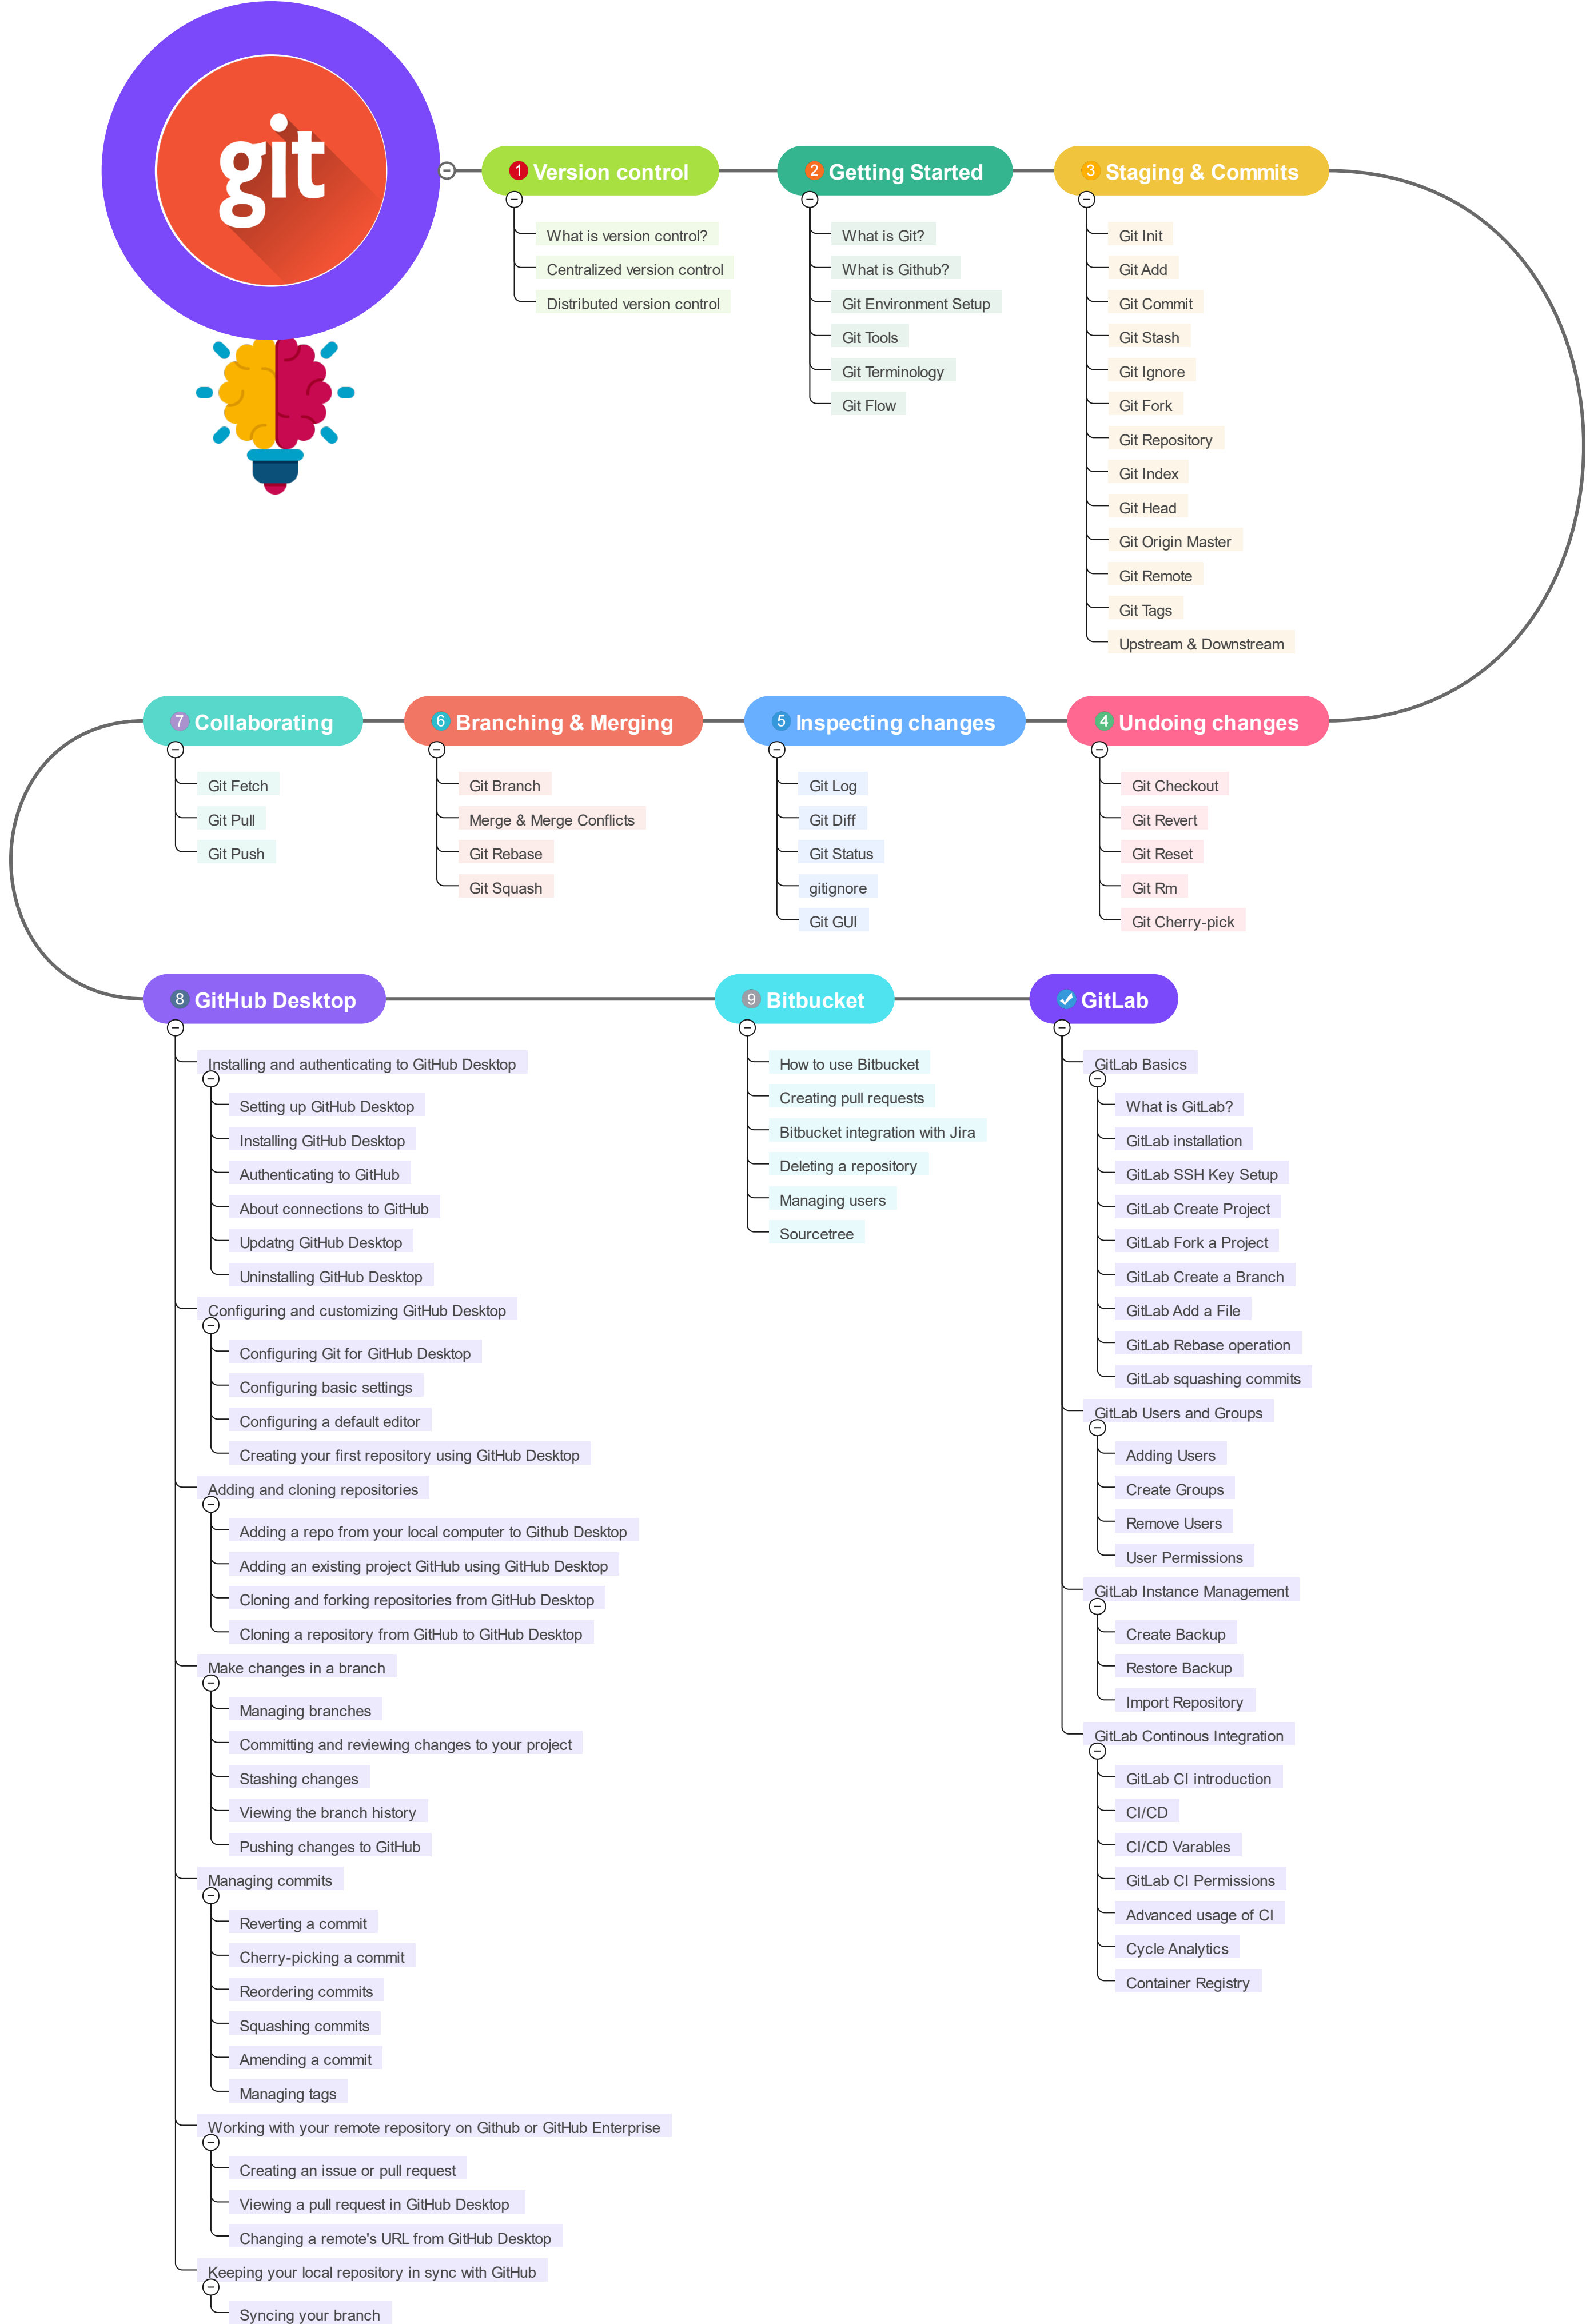 git
1 Version control
What is version control?
Centralized version control
Distributed version control
2 Getting Started
What is Git?
What is Github?
Git Environment Setup
Git Tools
Git Terminology
Git Flow
3 Staging & Commits
Git Init
Git Add
Git Commit
Git Stash
Git Ignore
Git Fork
Git Repository
Git Index
Git Head
Git Origin Master
Git Remote
Git Tags
Upstream & Downstream
4 Undoing changes
Git Checkout
Git Revert
Git Reset
Git Rm
Git Cherry-pick
5 Inspecting changes
Git Log
Git Diff
Git Status
gitignore
Git GUI
6 Branching & Merging
Git Branch
Merge & Merge Conflicts
Git Rebase
Git Squash
7 Collaborating
Git Fetch
Git Pull
Git Push
8 GitHub Desktop
Installing and authenticating to GitHub Desktop
Setting up GitHub Desktop
Installing GitHub Desktop
Authenticating to GitHub
About connections to GitHub
Updatng GitHub Desktop
Uninstalling GitHub Desktop
Configuring and customizing GitHub Desktop
Configuring Git for GitHub Desktop
Configuring basic settings
Configuring a default editor
Creating your first repository using GitHub Desktop
Adding and cloning repositories
Adding a repo from your local computer to Github Desktop
Adding an existing project GitHub using GitHub Desktop
Cloning and forking repositories from GitHub Desktop
Cloning a repository from GitHub to GitHub Desktop
Make changes in a branch
Managing branches
Committing and reviewing changes to your project
Stashing changes
Viewing the branch history
Pushing changes to GitHub
Managing commits
Reverting a commit
Cherry-picking a commit
Reordering commits
Squashing commits
Amending a commit
Managing tags
Working with your remote repository on Github or GitHub Enterprise
Creating an issue or pull request
Viewing a pull request in GitHub Desktop
Changing a remote's URL from GitHub Desktop
Keeping your local repository in sync with GitHub
Syncing your branch
9 Bitbucket
How to use Bitbucket
Creating pull requests
Bitbucket integration with Jira
Deleting a repository
Managing users
Sourcetree
GitLab
GitLab Basics
What is GitLab?
GitLab installation
GitLab SSH Key Setup
GitLab Create Project
GitLab Fork a Project
GitLab Create a Branch
GitLab Add a File
GitLab Rebase operation
GitLab squashing commits
GitLab Users and Groups
Adding Users
Create Groups
Remove Users
User Permissions
GitLab Instance Management
Create Backup
Restore Backup
Import Repository
GitLab Continous Integration
GitLab CI introduction
CI/CD
CI/CD Varables
GitLab CI Permissions
Advanced usage of CI
Cycle Analytics
Container Registry